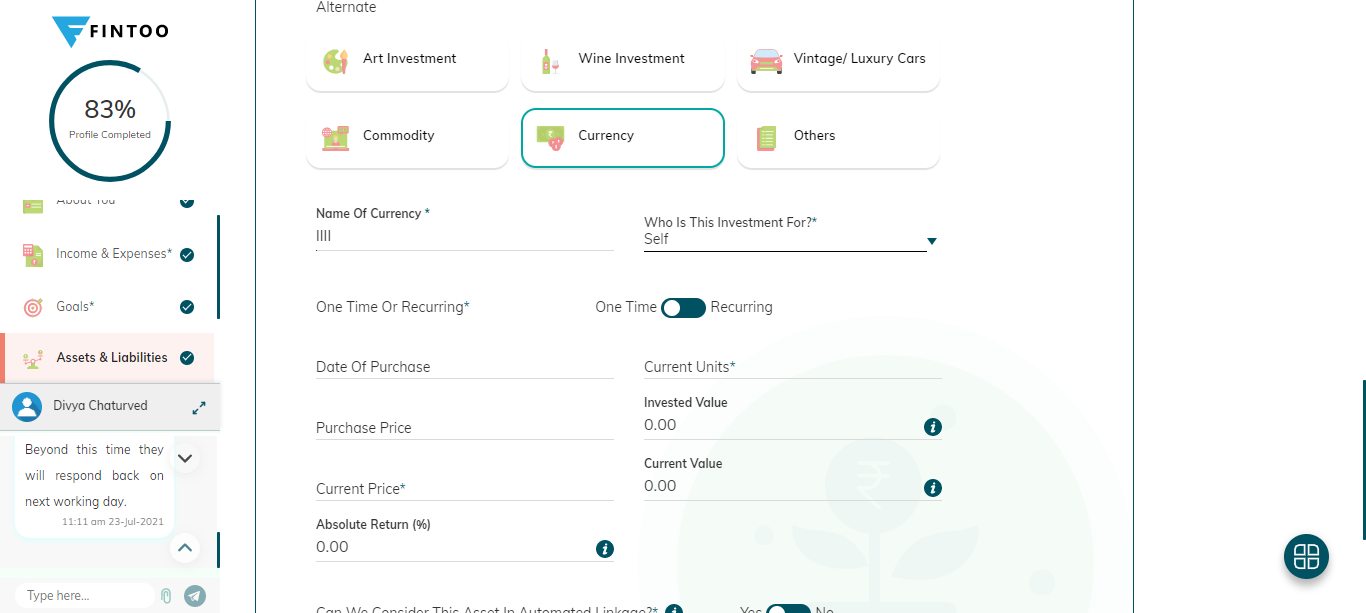 FINTOO
83%
Profile Completed
About You
Income & Expenses*
Goals*
Assets & Liabilities
Divya Chaturved
Beyond this time they
will respond back on
next working day.
11:11 am 23-Jul-2021
Type here...
Alternate
Art Investment
Wine Investment
Vintage/ Luxury Cars
Commodity
Currency
Others
Name Of Currency *
Who Is This Investment For?*
Self
One Time Or Recurring*
One Time
Recurring
Date Of Purchase
Current Units*
Invested Value
0.00
Purchase Price
Current Value
0.00
Current Price*
Absolute Return (%)
0.00
Can We Consider This Asset In Automated Linkage?*
Yes
No